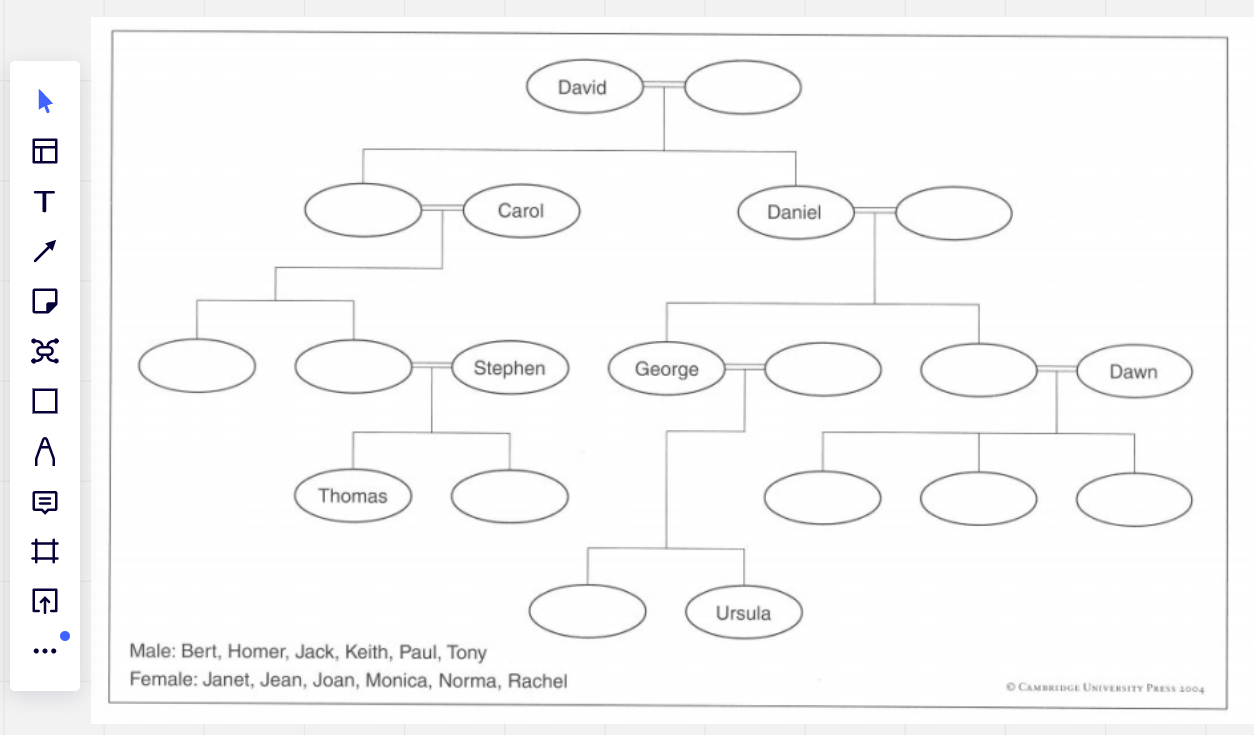 David
Carol
Daniel
Stephen
George
Dawn
Thomas
Ursula
Male: Bert, Homer, Jack, Keith, Paul, Tony
Female: Janet, Jean, Joan, Monica, Norma, Rachel
© CAMBRIDGE UNIVERSITY PRESS 2004